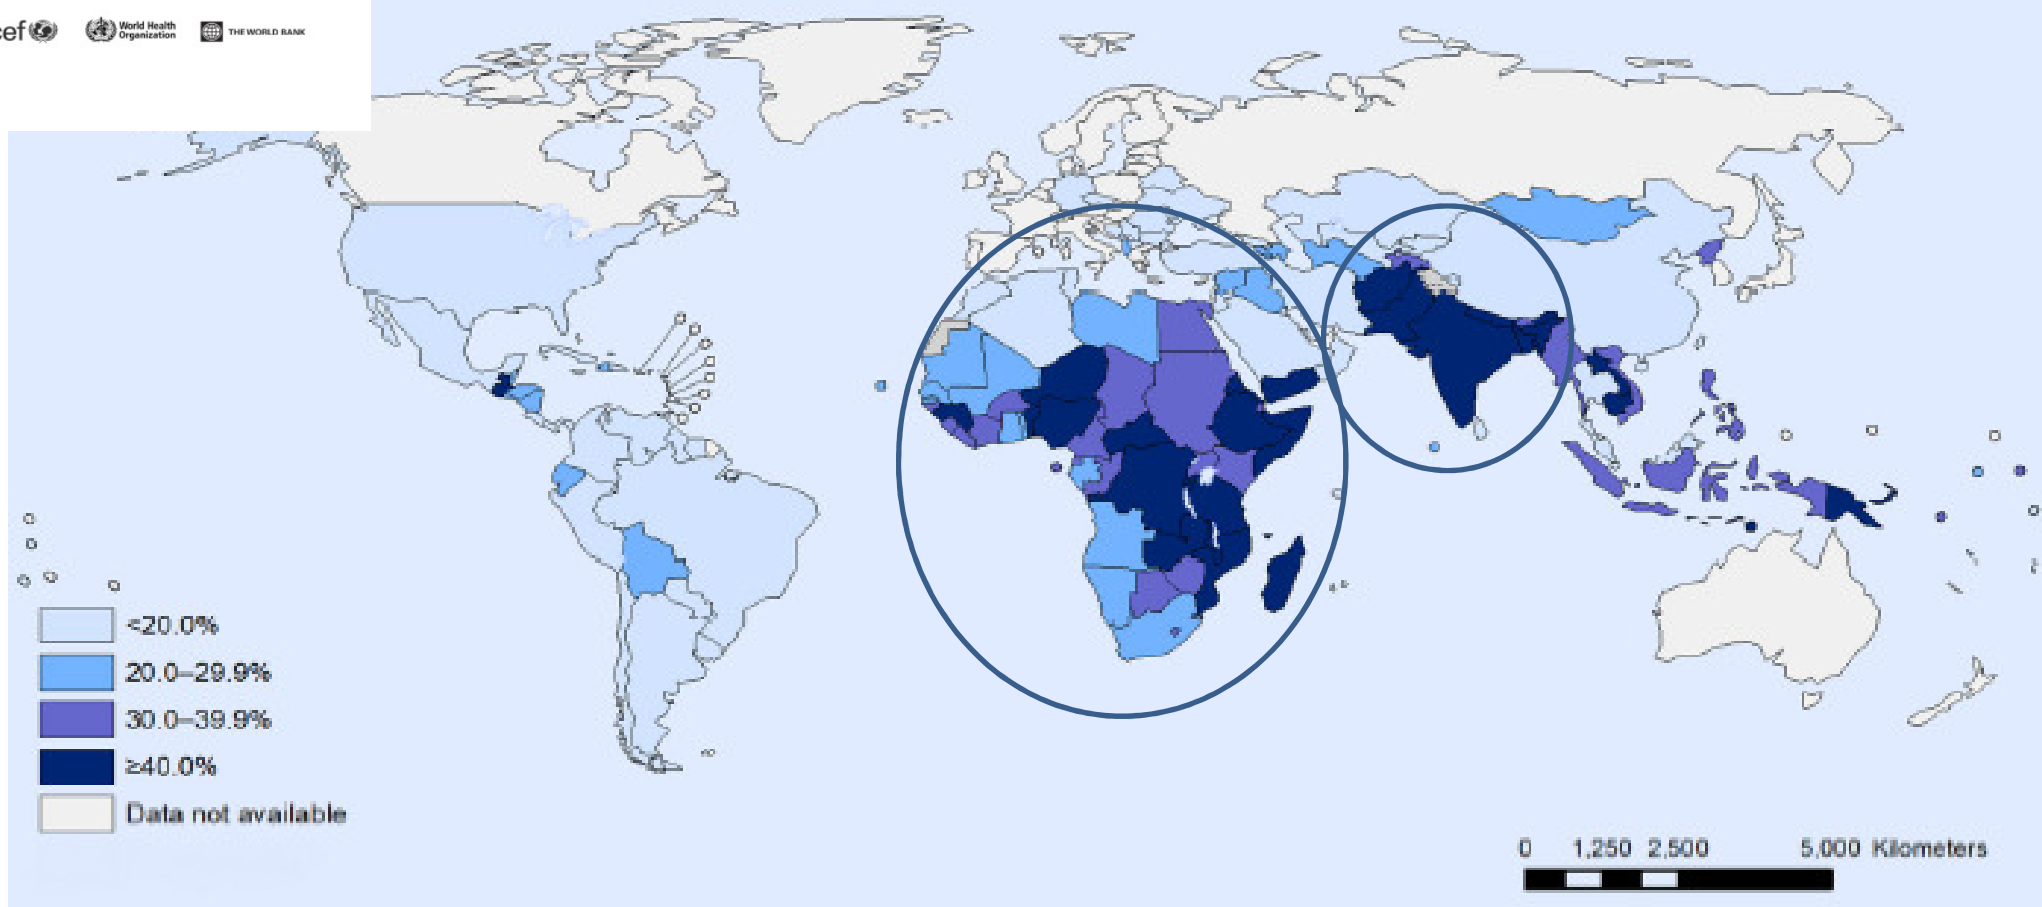 cef
World Health
Organization
THE WORLD BANK
<20.0%
20.0–29.9%
30.0–39.9%
≥40.0%
Data not available
0 1,250 2,500 5,000 Kilometers